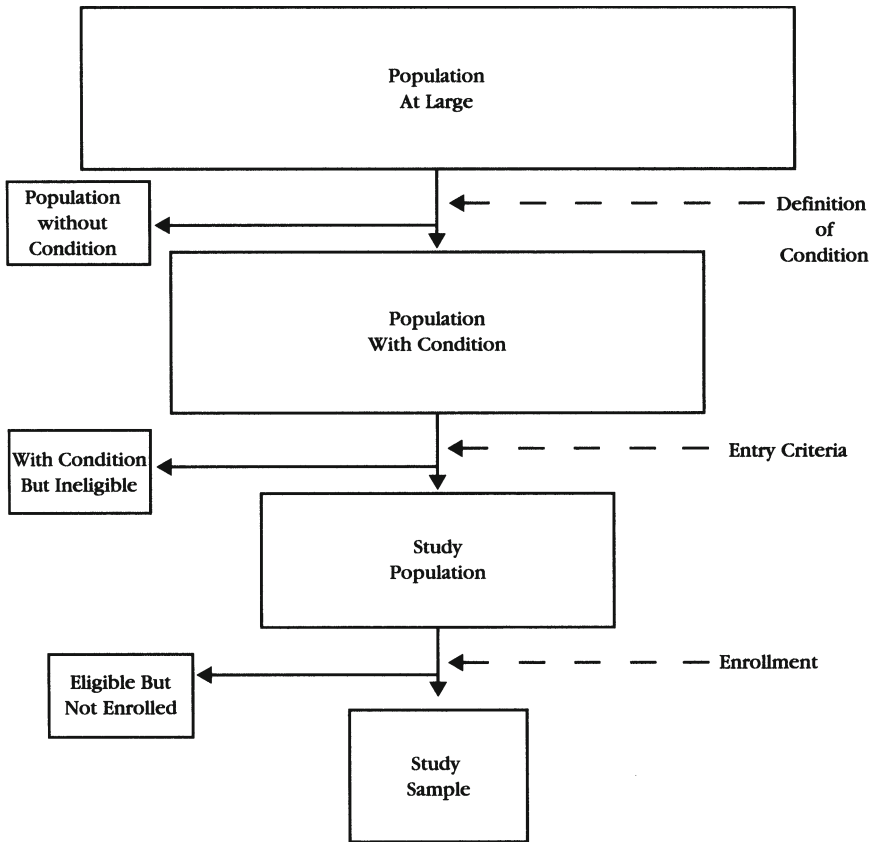 Population
At Large
Population
without
Condition
Definition
of
Condition
Population
With Condition
With Condition
But Ineligible
Entry Criteria
Study
Population
Eligible But
Not Enrolled
Enrollment
Study
Sample